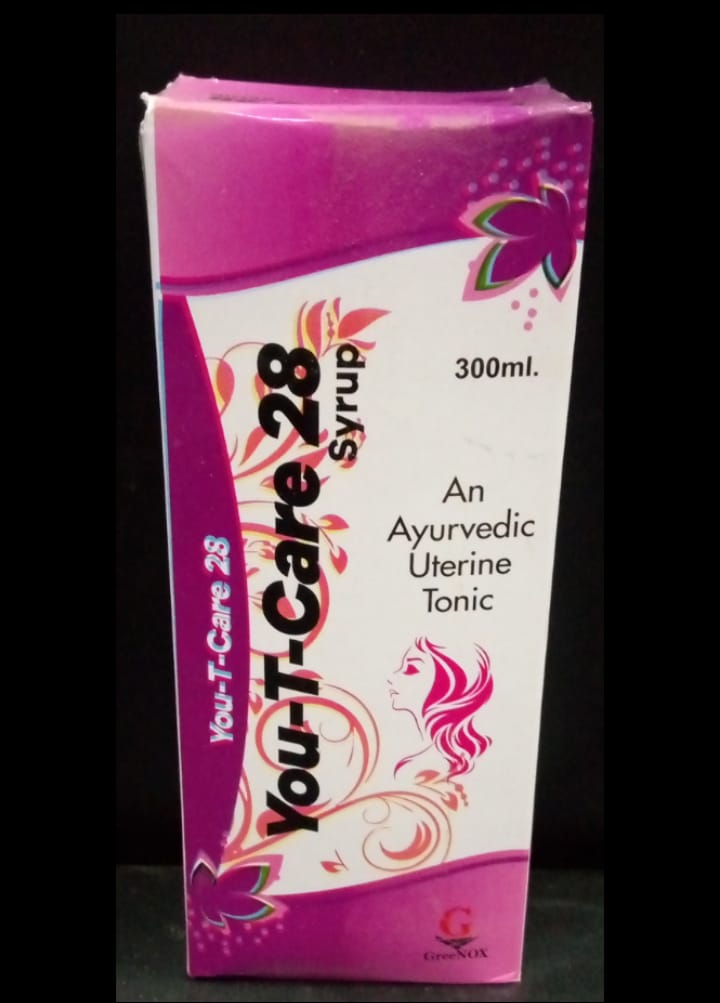 You-T-Care 28
You-T-Care 28
Syrup
300ml.
An
Ayurvedic
Uterine
Tonic
G
GreeNOX